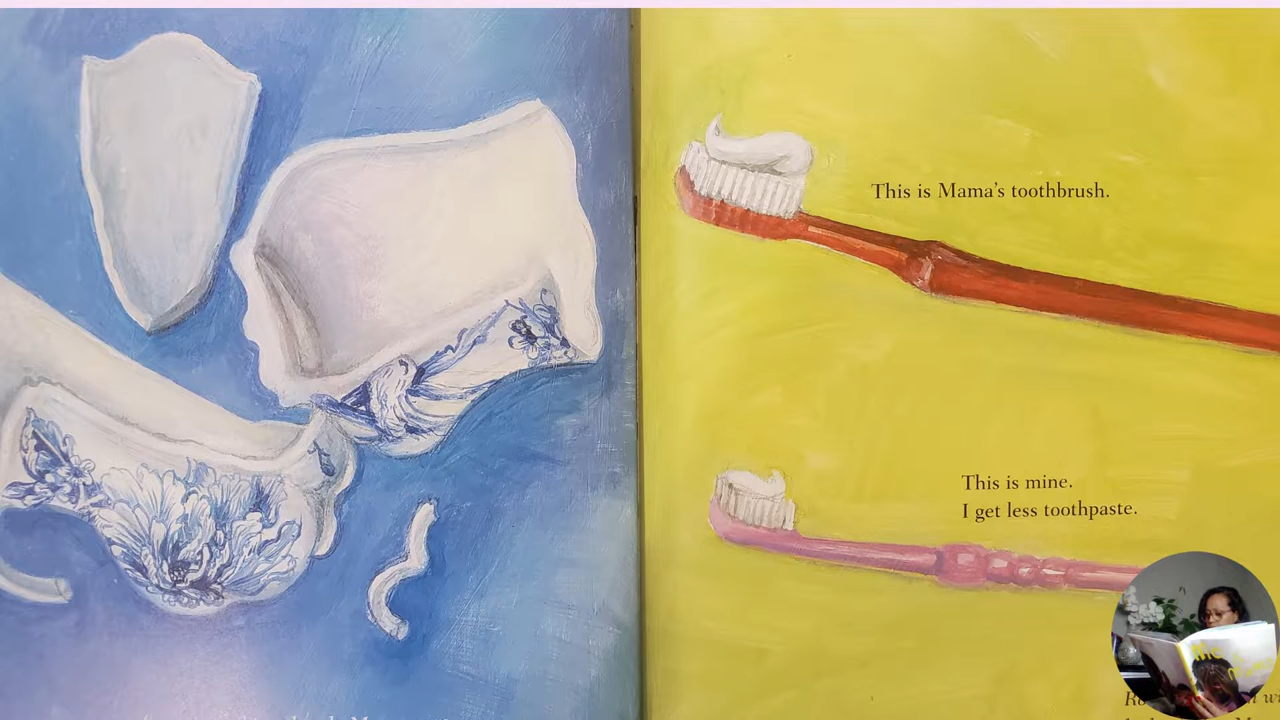 This is Mama's toothbrush.
This is mine.
I get less toothpaste.